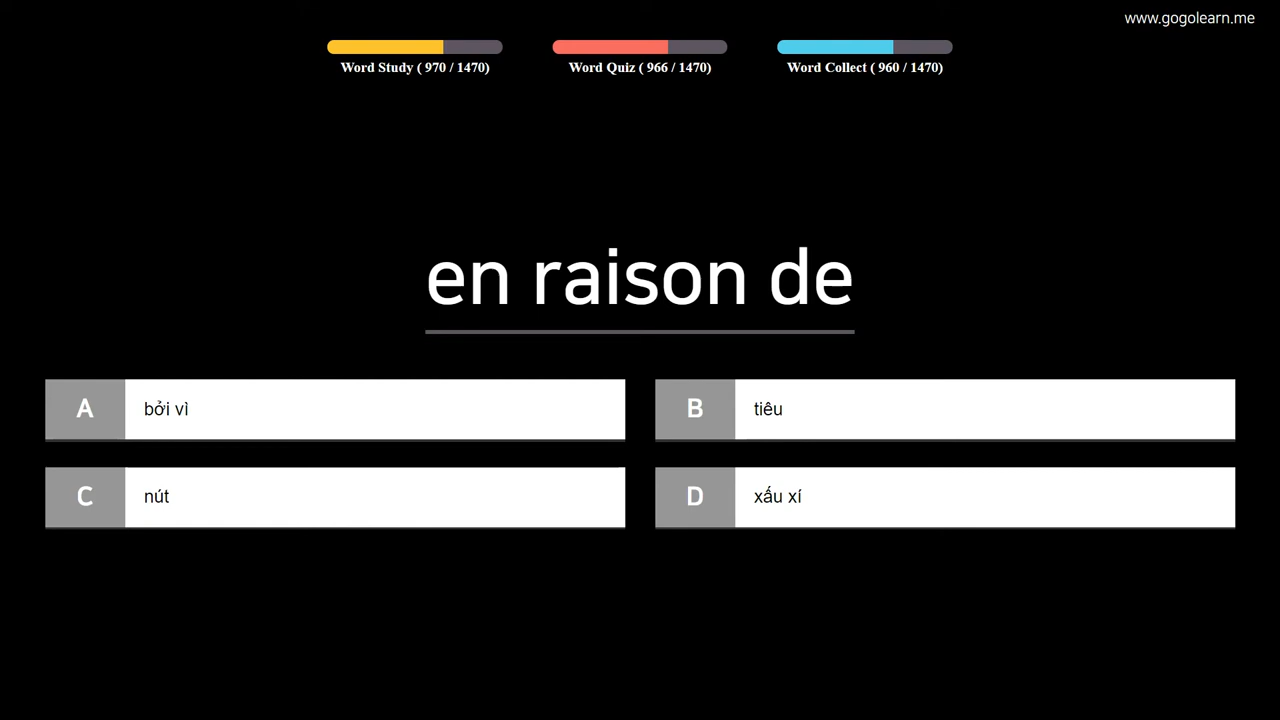 www.gogolearn.me
Word Study ( 970 / 1470)
Word Quiz ( 966 / 1470)
Word Collect ( 960 / 1470)
en raison de
A bởi vì
B tiêu
C nút
D xấu xí